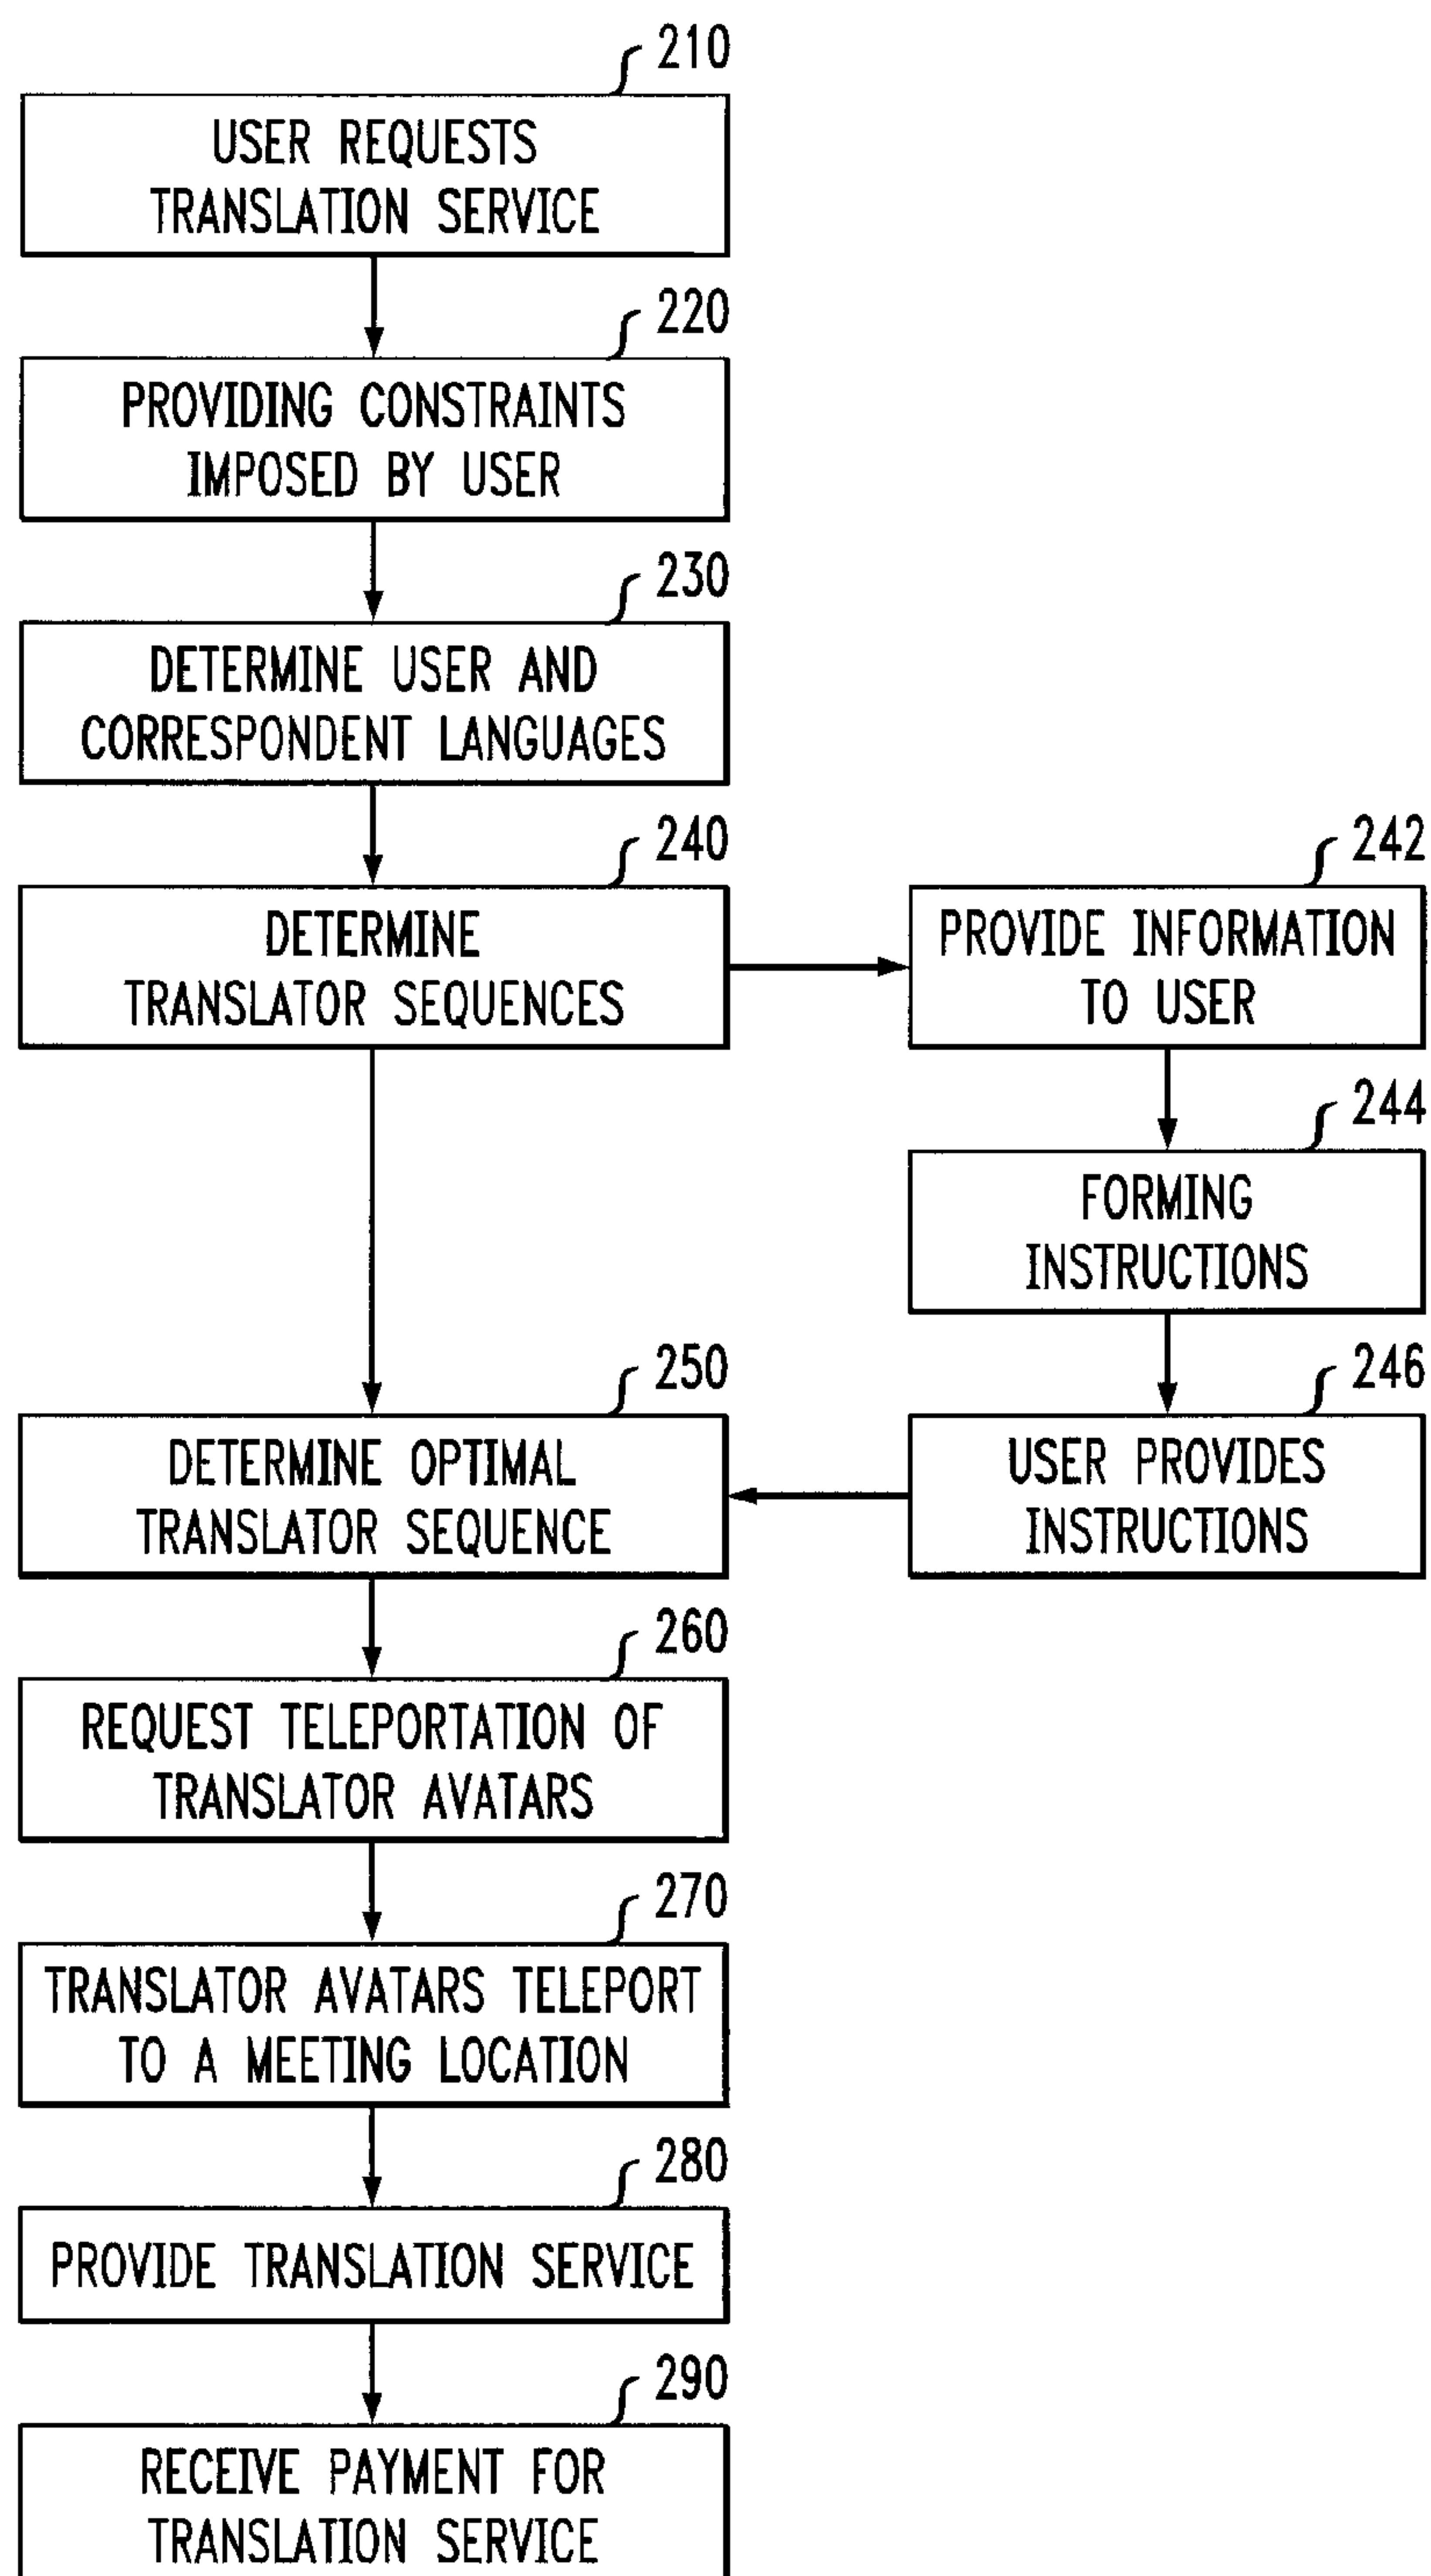 210
USER REQUESTS
TRANSLATION SERVICE
220
PROVIDING CONSTRAINTS
IMPOSED BY USER
230
DETERMINE USER AND
CORRESPONDENT LANGUAGES
240
DETERMINE
TRANSLATOR SEQUENCES
242
PROVIDE INFORMATION
TO USER
244
FORMING
INSTRUCTIONS
246
USER PROVIDES
INSTRUCTIONS
250
DETERMINE OPTIMAL
TRANSLATOR SEQUENCE
260
REQUEST TELEPORTATION OF
TRANSLATOR AVATARS
270
TRANSLATOR AVATARS TELEPORT
TO A MEETING LOCATION
280
PROVIDE TRANSLATION SERVICE
290
RECEIVE PAYMENT FOR
TRANSLATION SERVICE